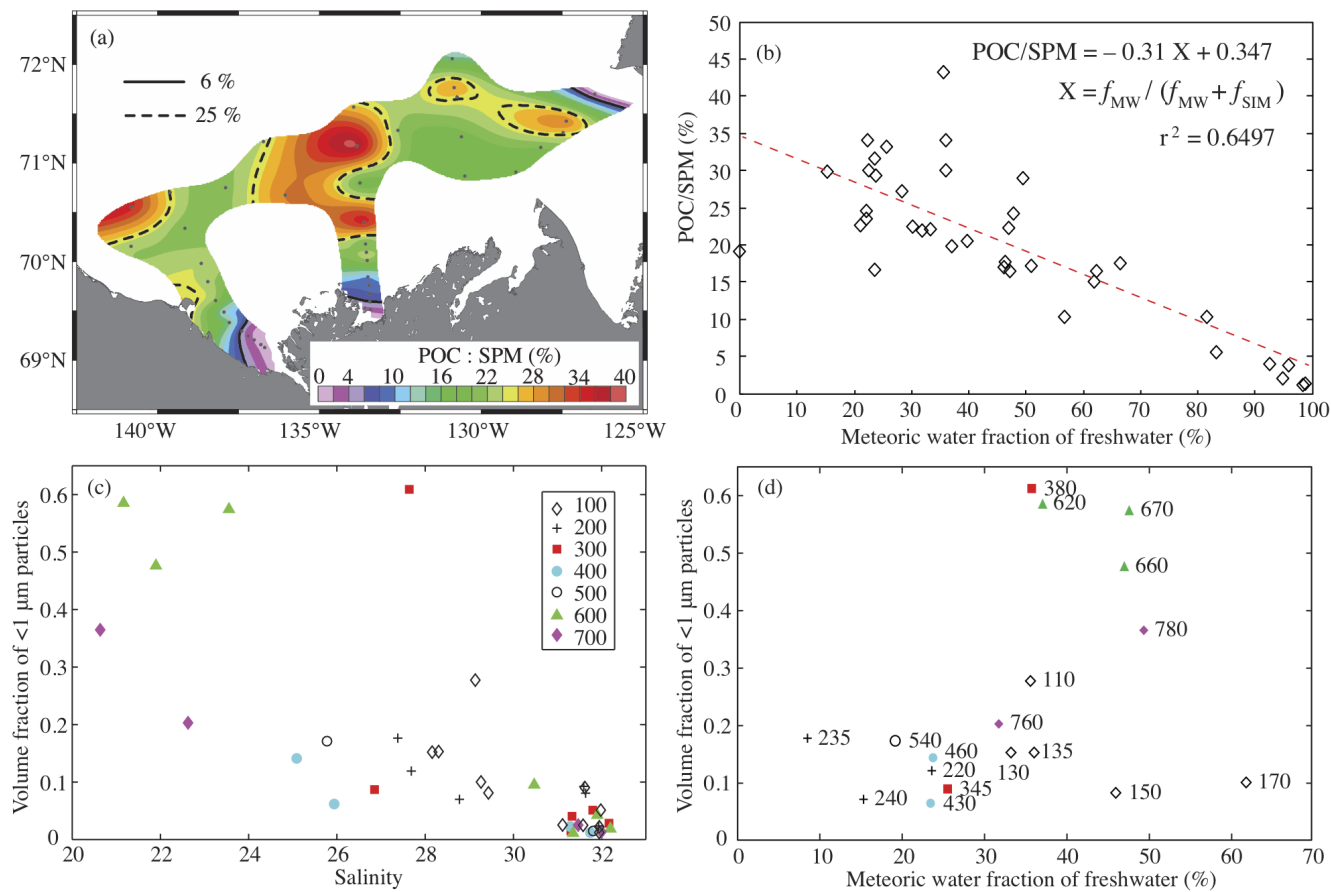 (a)
6 %
25 %
72°N
71°N
70°N
69°N
POC : SPM (%)
0 4 10 16 22 28 34 40
140°W 135°W 130°W 125°W
(b)
POC/SPM = – 0.31 X + 0.347
X = fMW / (fMW + fSIM)
r2 = 0.6497
POC/SPM (%)
50
45
40
35
30
25
20
15
10
5
0
0 10 20 30 40 50 60 70 80 90 100
Meteoric water fraction of freshwater (%)
(c)
Volume fraction of <1 µm particles
0.6
0.5
0.4
0.3
0.2
0.1
0
100
200
300
400
500
600
700
20 22 24 26 28 30 32
Salinity
(d)
Volume fraction of <1 µm particles
0.6
0.5
0.4
0.3
0.2
0.1
0
380
620
670
660
780
110
760
235
540
460
135
220
130
345
240
430
150
170
0 10 20 30 40 50 60 70
Meteoric water fraction of freshwater (%)